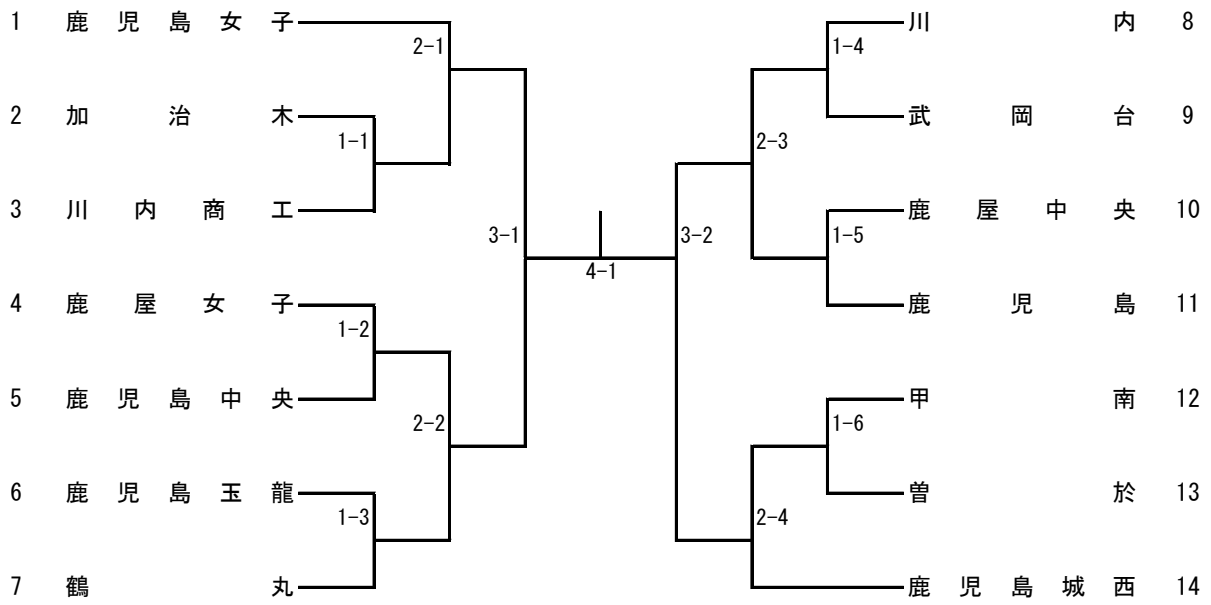 1 鹿児島女子
2-1
2 加治木
1-1
3 川内商工
3-1
4 鹿屋女子
1-2
5 鹿児島中央
2-2
6 鹿児島玉龍
1-3
7 鶴丸
4-1
川内 8
1-4
武岡台 9
2-3
鹿屋中央 10
3-2
1-5
鹿児島 11
甲南 12
1-6
曽於 13
2-4
鹿児島城西 14